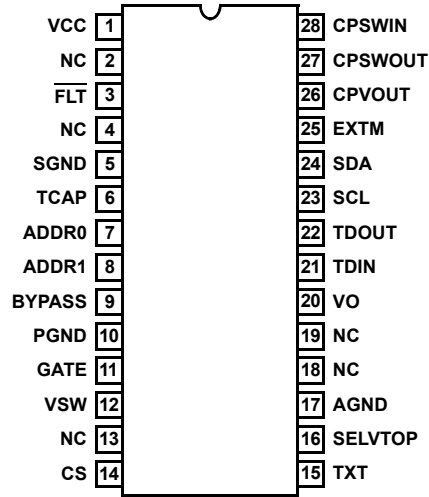 VCC 1 28 CPSWIN
NC 2 27 CPSWOUT
FLT 3 26 CPVOUT
NC 4 25 EXTM
SGND 5 24 SDA
TCAP 6 23 SCL
ADDR0 7 22 TDOUT
ADDR1 8 21 TDIN
BYPASS 9 20 VO
PGND 10 19 NC
GATE 11 18 NC
VSW 12 17 AGND
NC 13 16 SELVTOP
CS 14 15 TXT